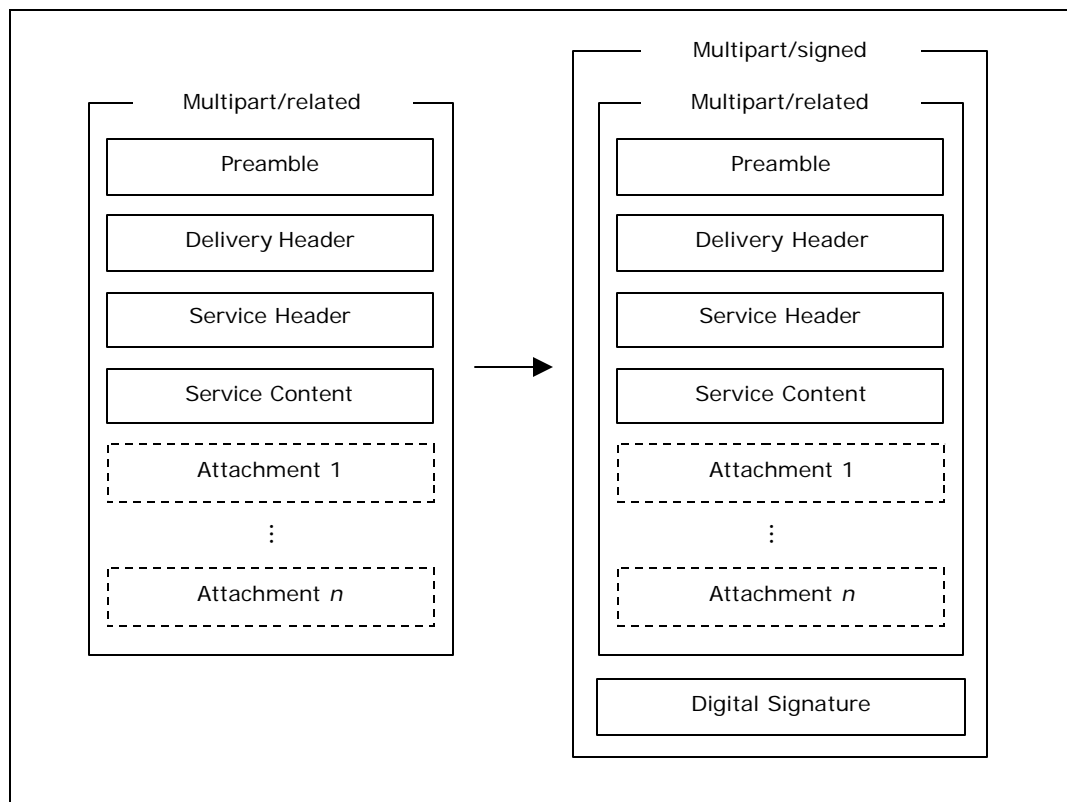 Multipart/related
Preamble
Delivery Header
Service Header
Service Content
Attachment 1
⋮
Attachment n
Multipart/signed
Multipart/related
Preamble
Delivery Header
Service Header
Service Content
Attachment 1
⋮
Attachment n
Digital Signature